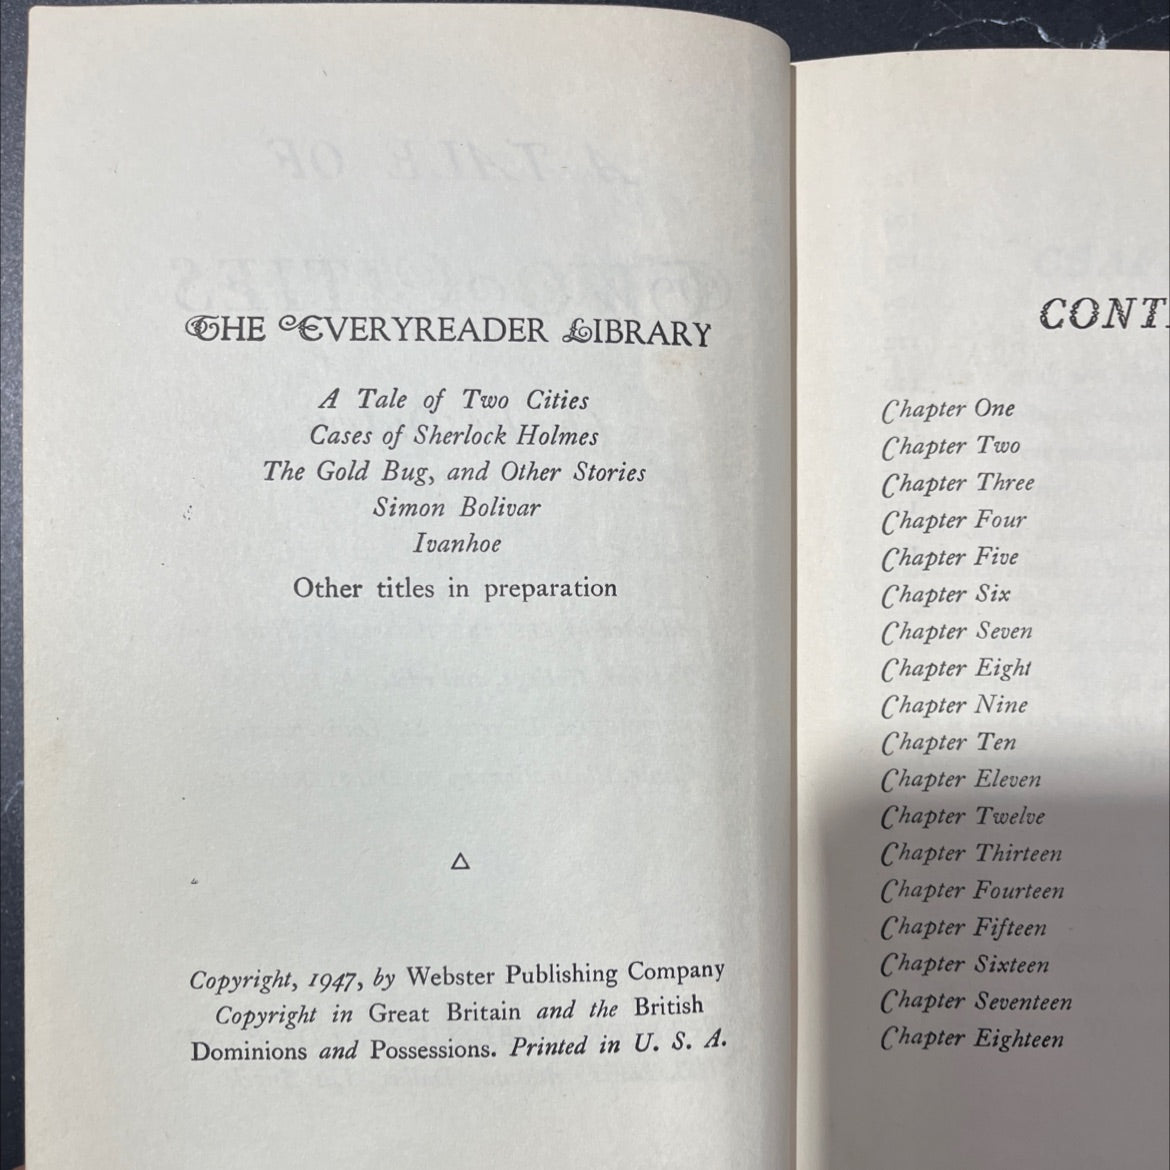 THE EVERYREADER LIBRARY
A Tale of Two Cities
Cases of Sherlock Holmes
The Gold Bug, and Other Stories
Simon Bolivar
Ivanhoe
Other titles in preparation
Copyright, 1947, by Webster Publishing Company
Copyright in Great Britain and the British
Dominions and Possessions. Printed in U. S. A.
CONT
Chapter One
Chapter Two
Chapter Three
Chapter Four
Chapter Five
Chapter Six
Chapter Seven
Chapter Eight
Chapter Nine
Chapter Ten
Chapter Eleven
Chapter Twelve
Chapter Thirteen
Chapter Fourteen
Chapter Fifteen
Chapter Sixteen
Chapter Seventeen
Chapter Eighteen